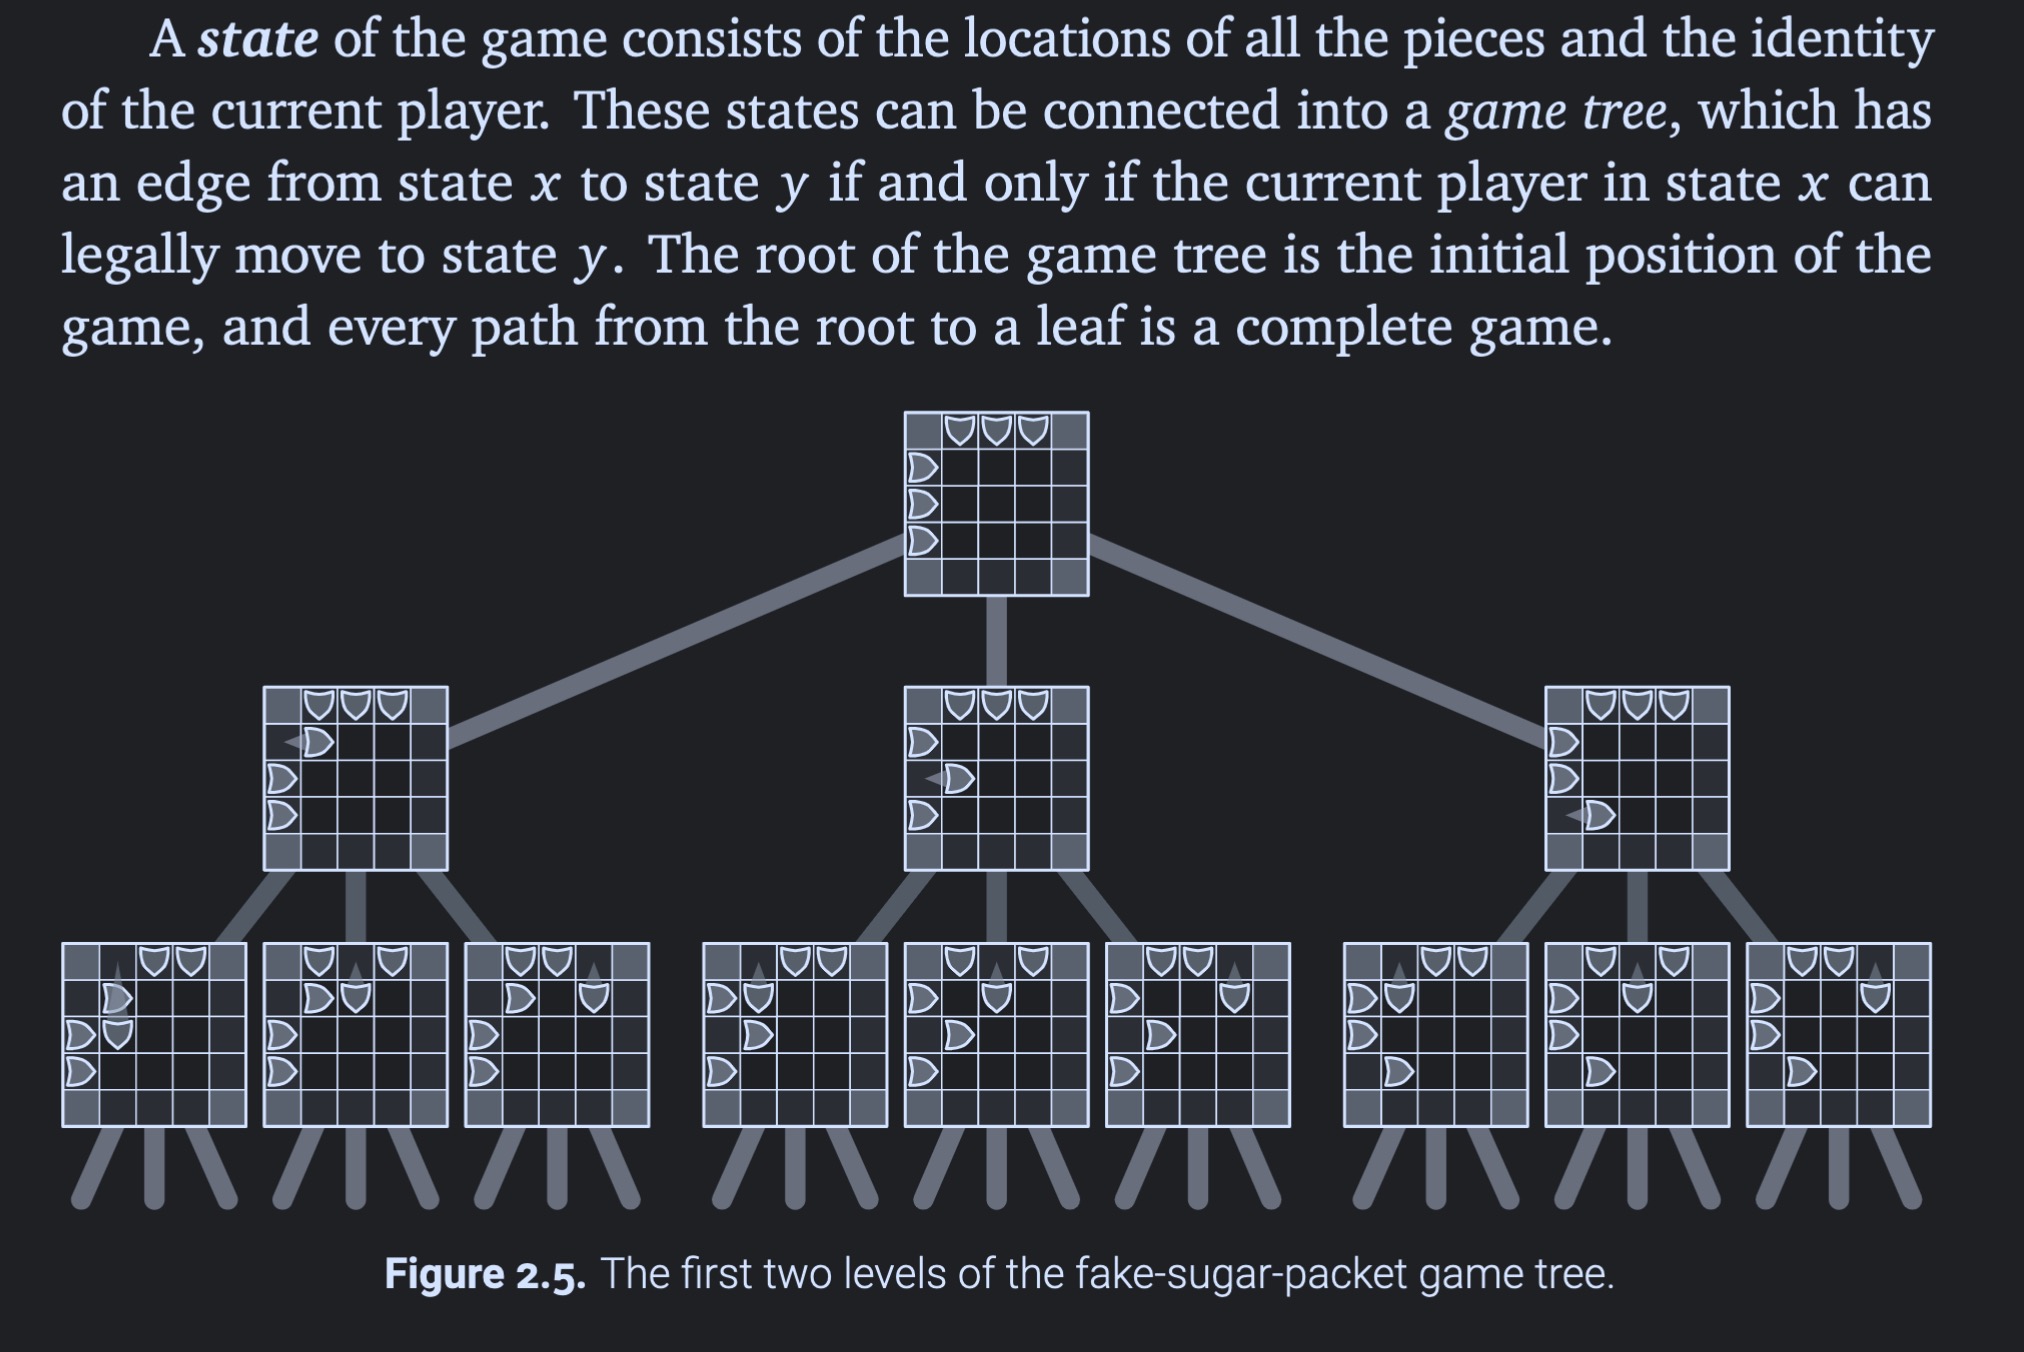 A state of the game consists of the locations of all the pieces and the identity
of the current player. These states can be connected into a game tree, which has
an edge from state x to state y if and only if the current player in state x can
legally move to state y. The root of the game tree is the initial position of the
game, and every path from the root to a leaf is a complete game.
Figure 2.5. The first two levels of the fake-sugar-packet game tree.